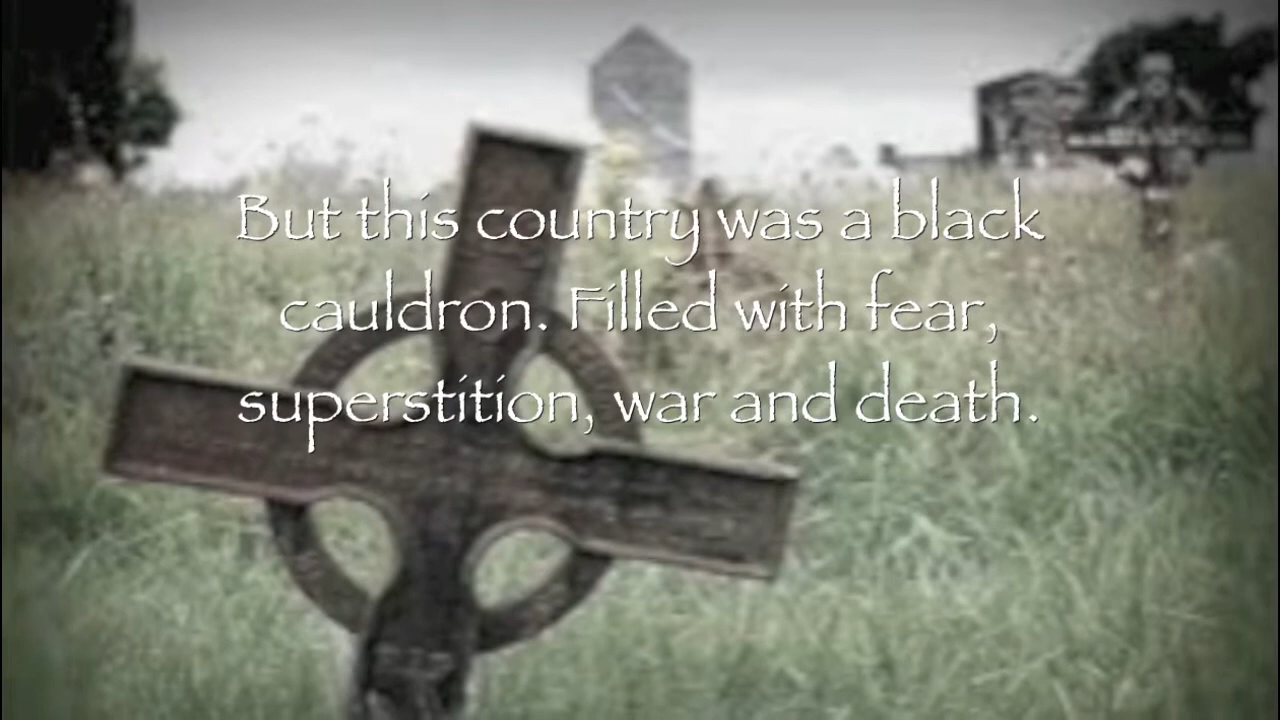 But this country was a black
cauldron. Filled with fear,
superstition, war and death.